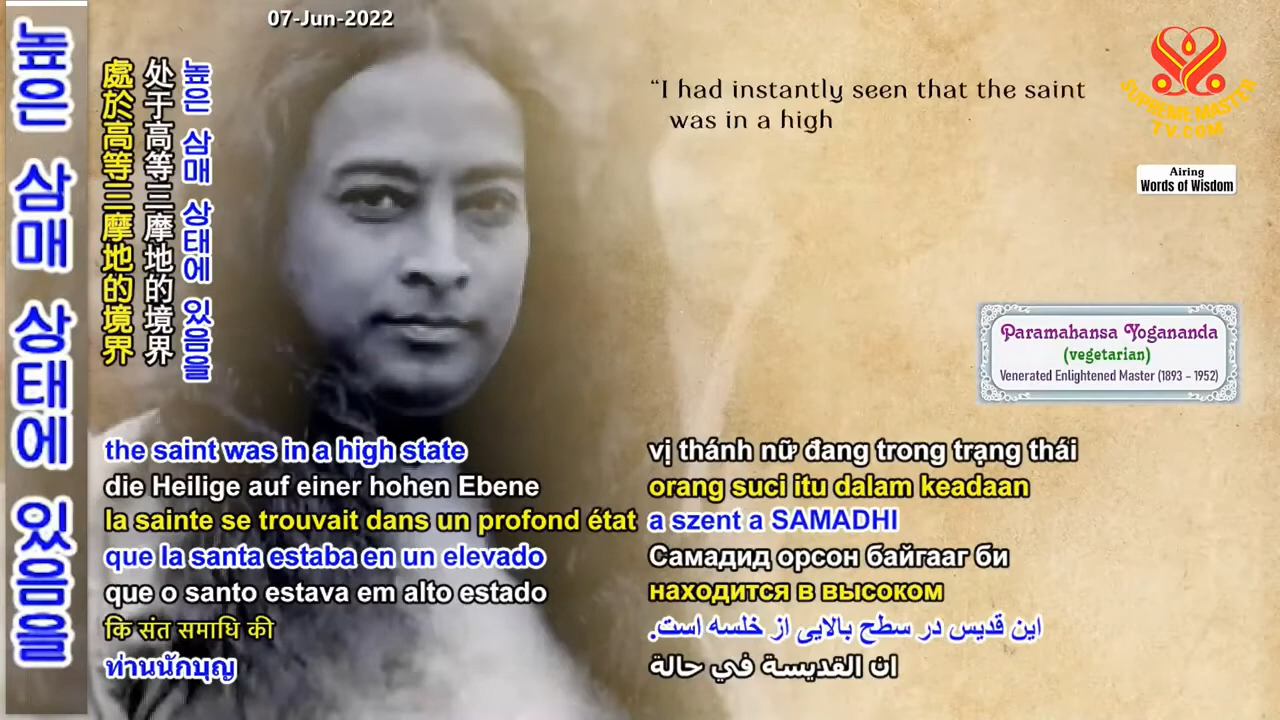 07-Jun-2022
높은 삼매 상태에 있음을
處於高等三摩地的境界
处于高等三摩地的境界
높은 삼매 상태에 있음을
“I had instantly seen that the saint
was in a high
SUPREME MASTER
TV.COM
Airing
Words of Wisdom
Paramahansa Yogananda
(vegetarian)
Venerated Enlightened Master (1893 – 1952)
the saint was in a high state
die Heilige auf einer hohen Ebene
la sainte se trouvait dans un profond état
que la santa estaba en un elevado
que o santo estava em alto estado
कि संत समाधि की
ท่านนักบุญ
vị thánh nữ đang trong trạng thái
orang suci itu dalam keadaan
a szent a SAMADHI
Самадид орсон байгааг би
находится в высоком
این قدیس در سطح بالایی از خلسه است.
ان القديسة في حالة